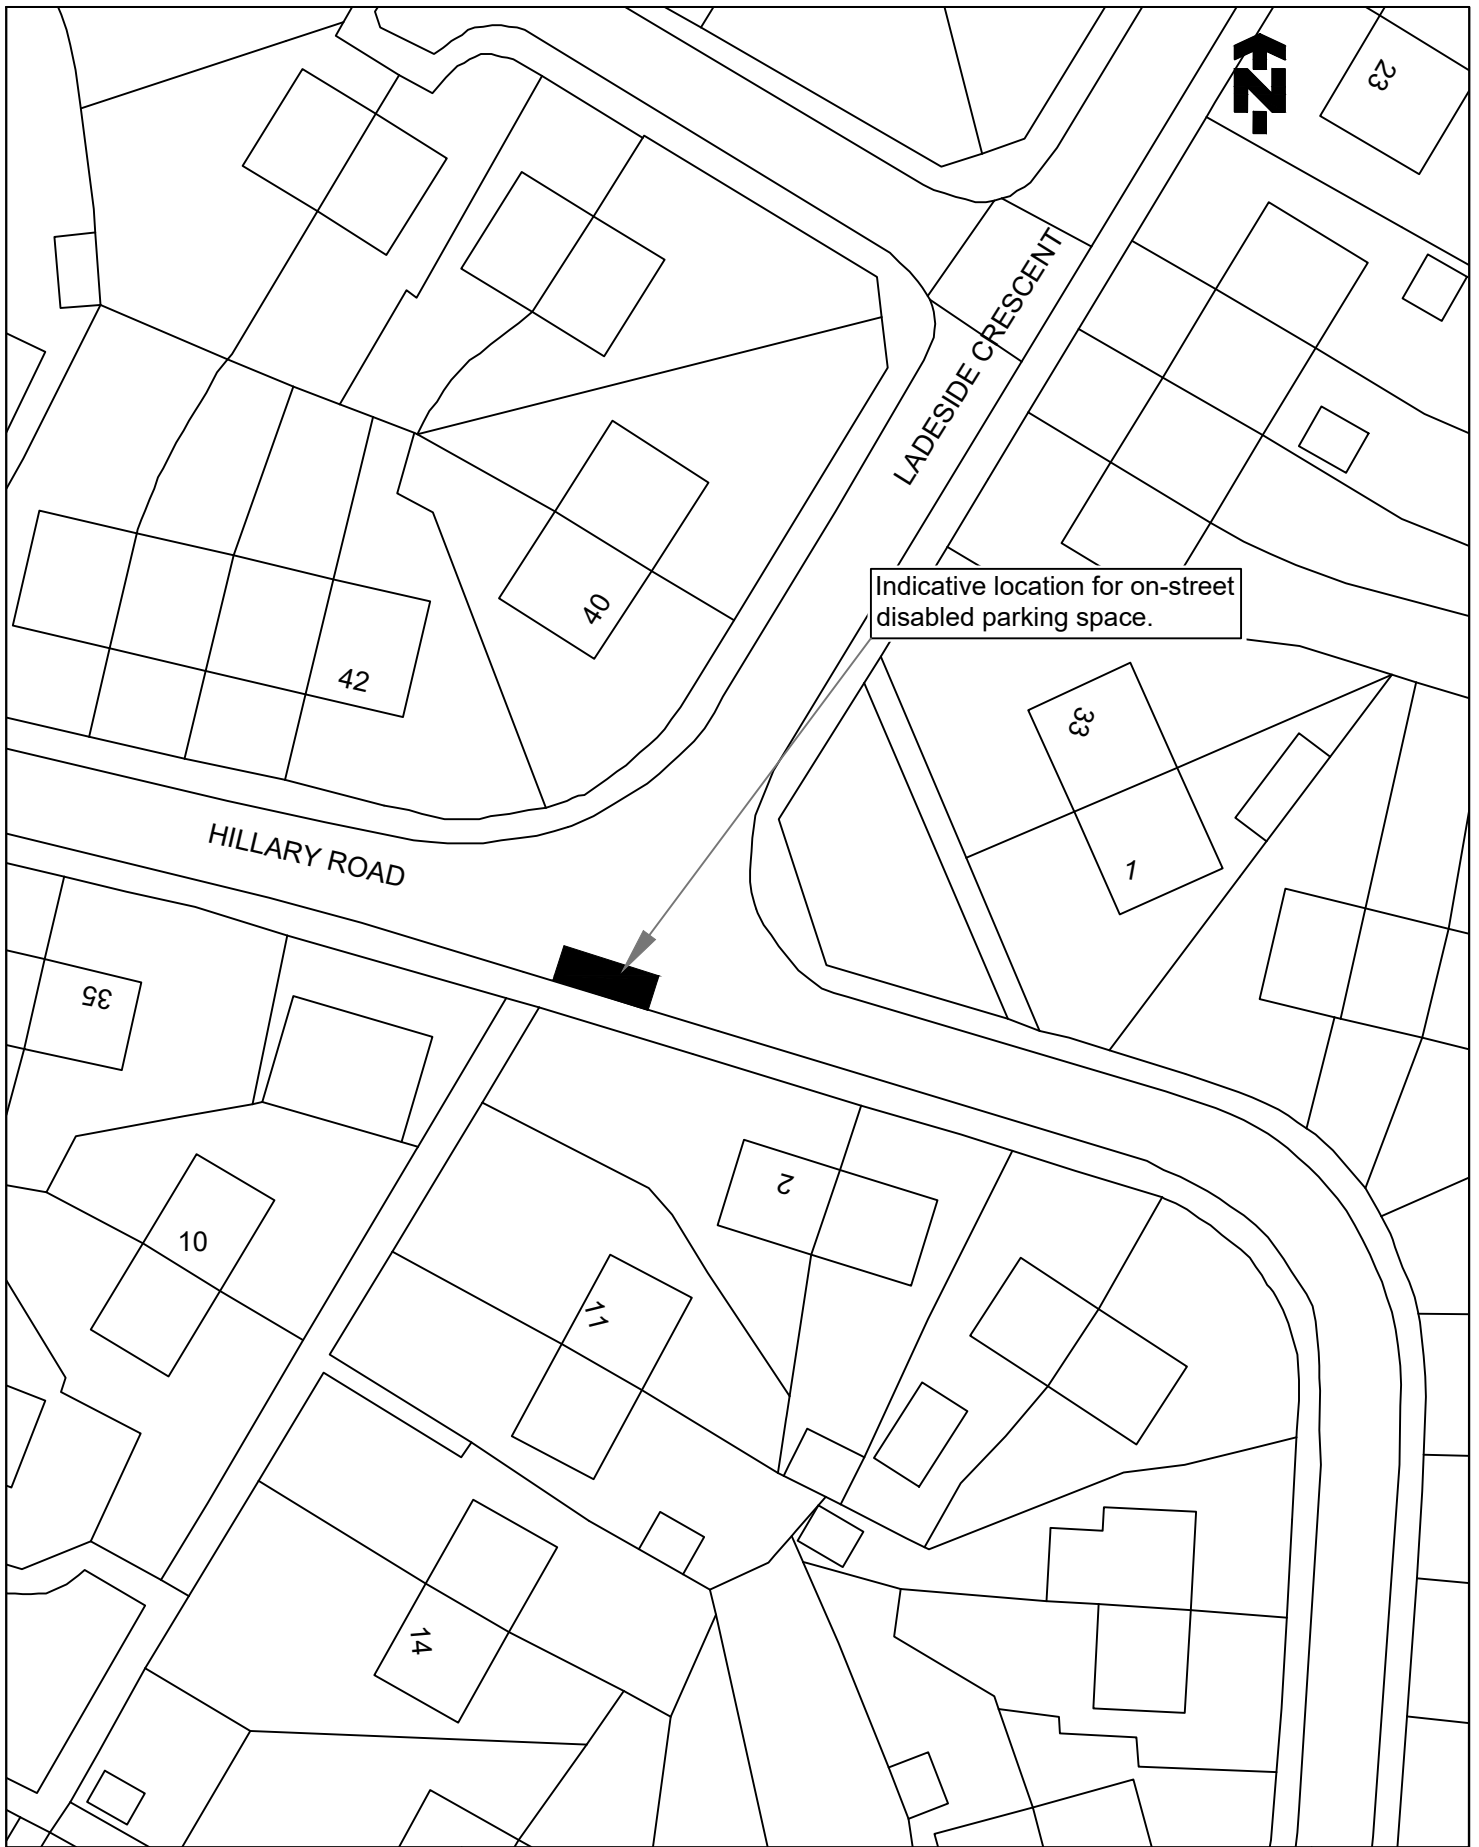 N
23
LADESIDE CRESCENT
Indicative location for on-street
disabled parking space.
40
42
33
1
HILLARY ROAD
35
2
10
11
14